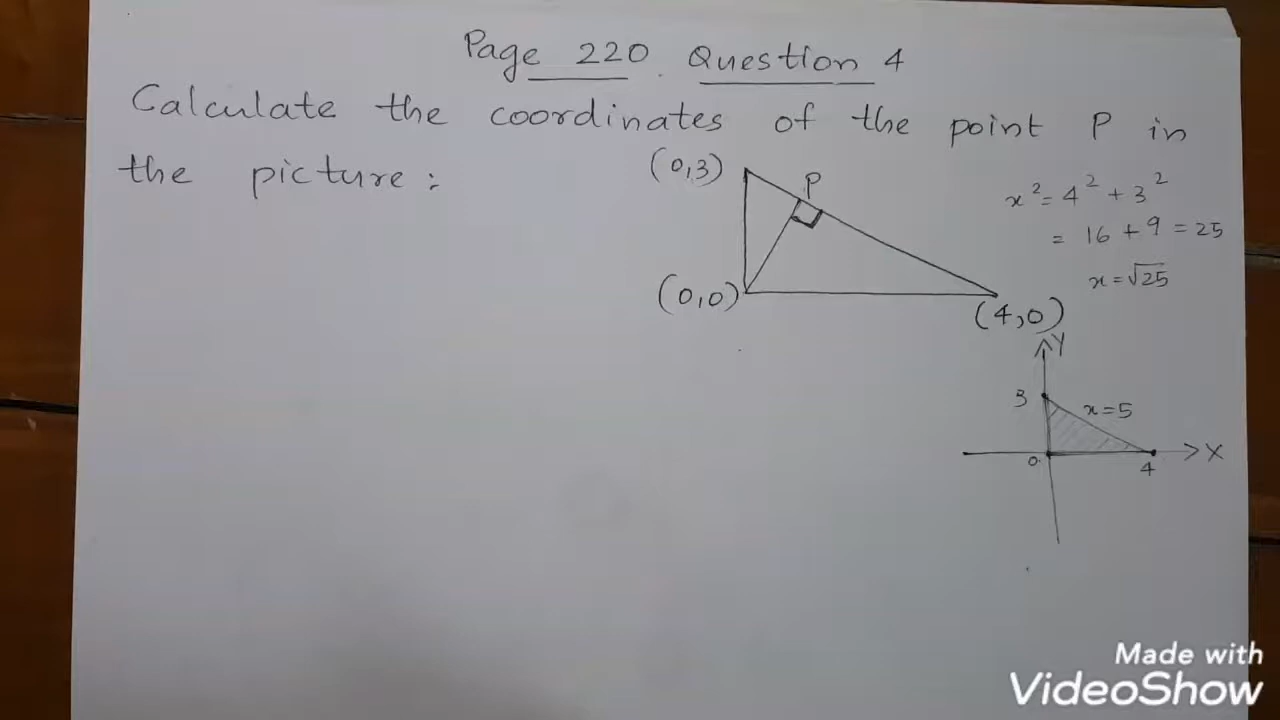 Page 220. Question 4
Calculate the coordinates of the point P in
the picture:
(0,3)
P
(0,0)
(4,0)
x² = 4² + 3²
= 16 + 9 = 25
x = √25
Y
3
x=5
0
4
X
Made with
VideoShow